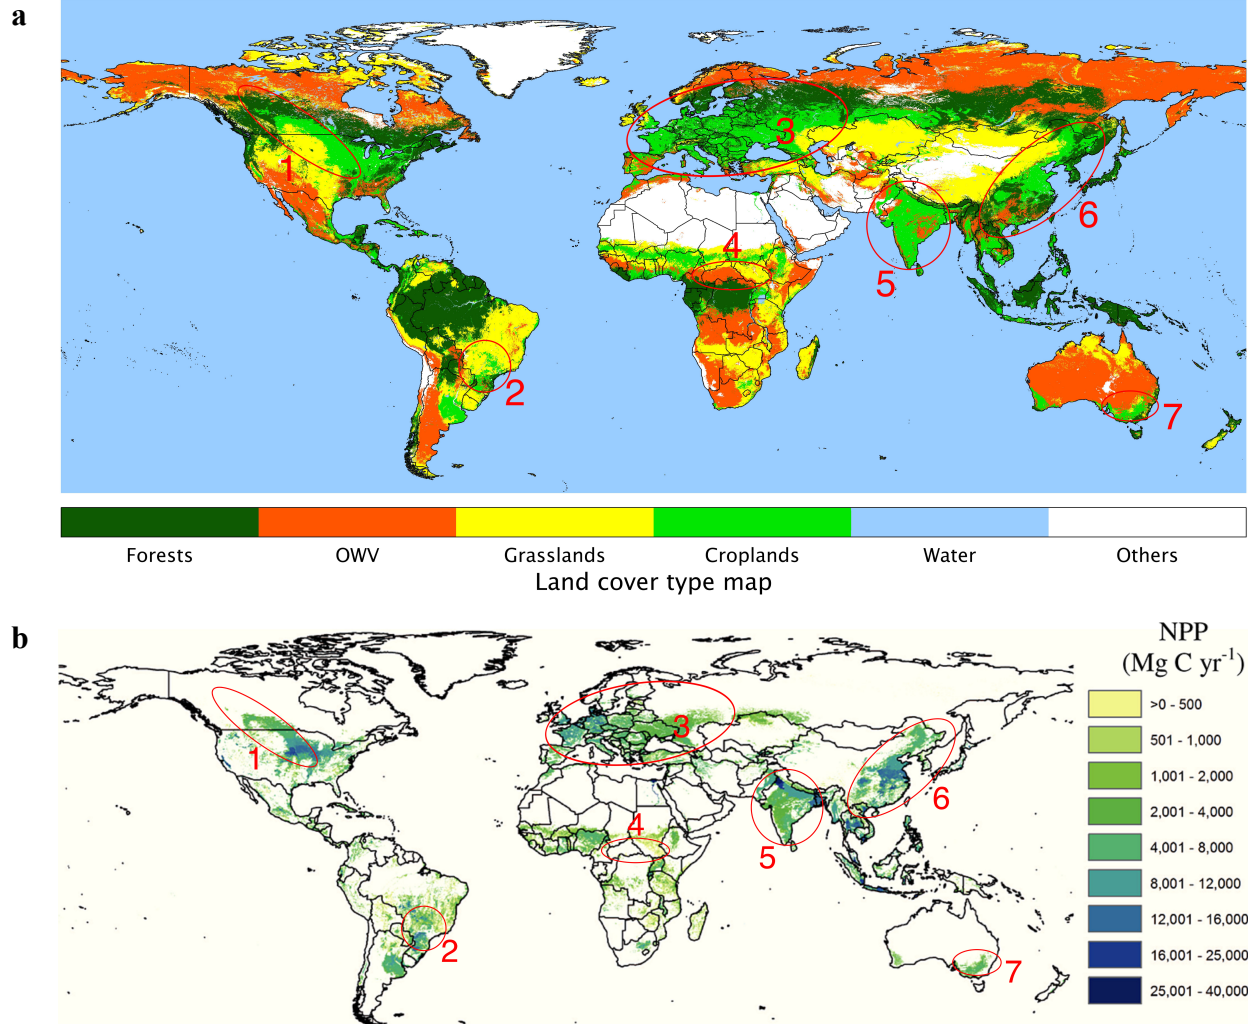 a
1
2
3
4
5
6
7
Forests OWV Grasslands Croplands Water Others
Land cover type map
b
NPP
(Mg C yr⁻¹)
>0 - 500
501 - 1,000
1,001 - 2,000
2,001 - 4,000
4,001 - 8,000
8,001 - 12,000
12,001 - 16,000
16,001 - 25,000
25,001 - 40,000
1
2
3
4
5
6
7